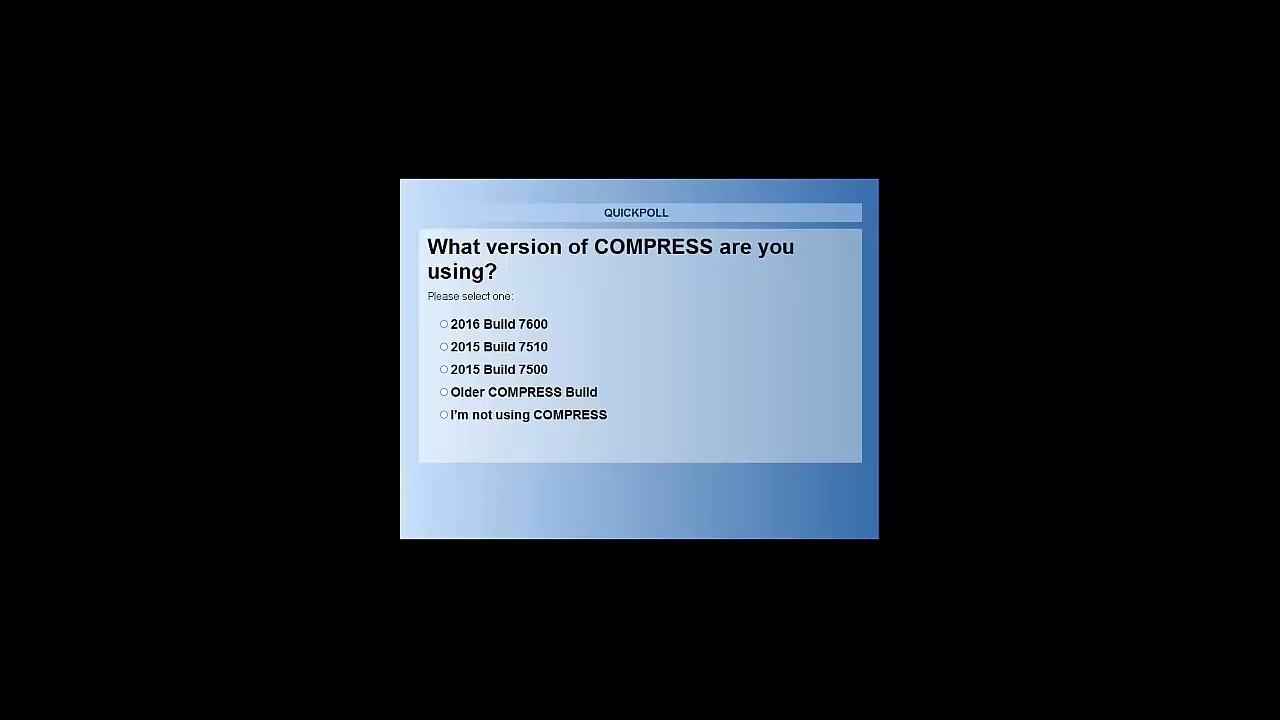 QUICKPOLL
What version of COMPRESS are you
using?
Please select one:
2016 Build 7600
2015 Build 7510
2015 Build 7500
Older COMPRESS Build
I'm not using COMPRESS